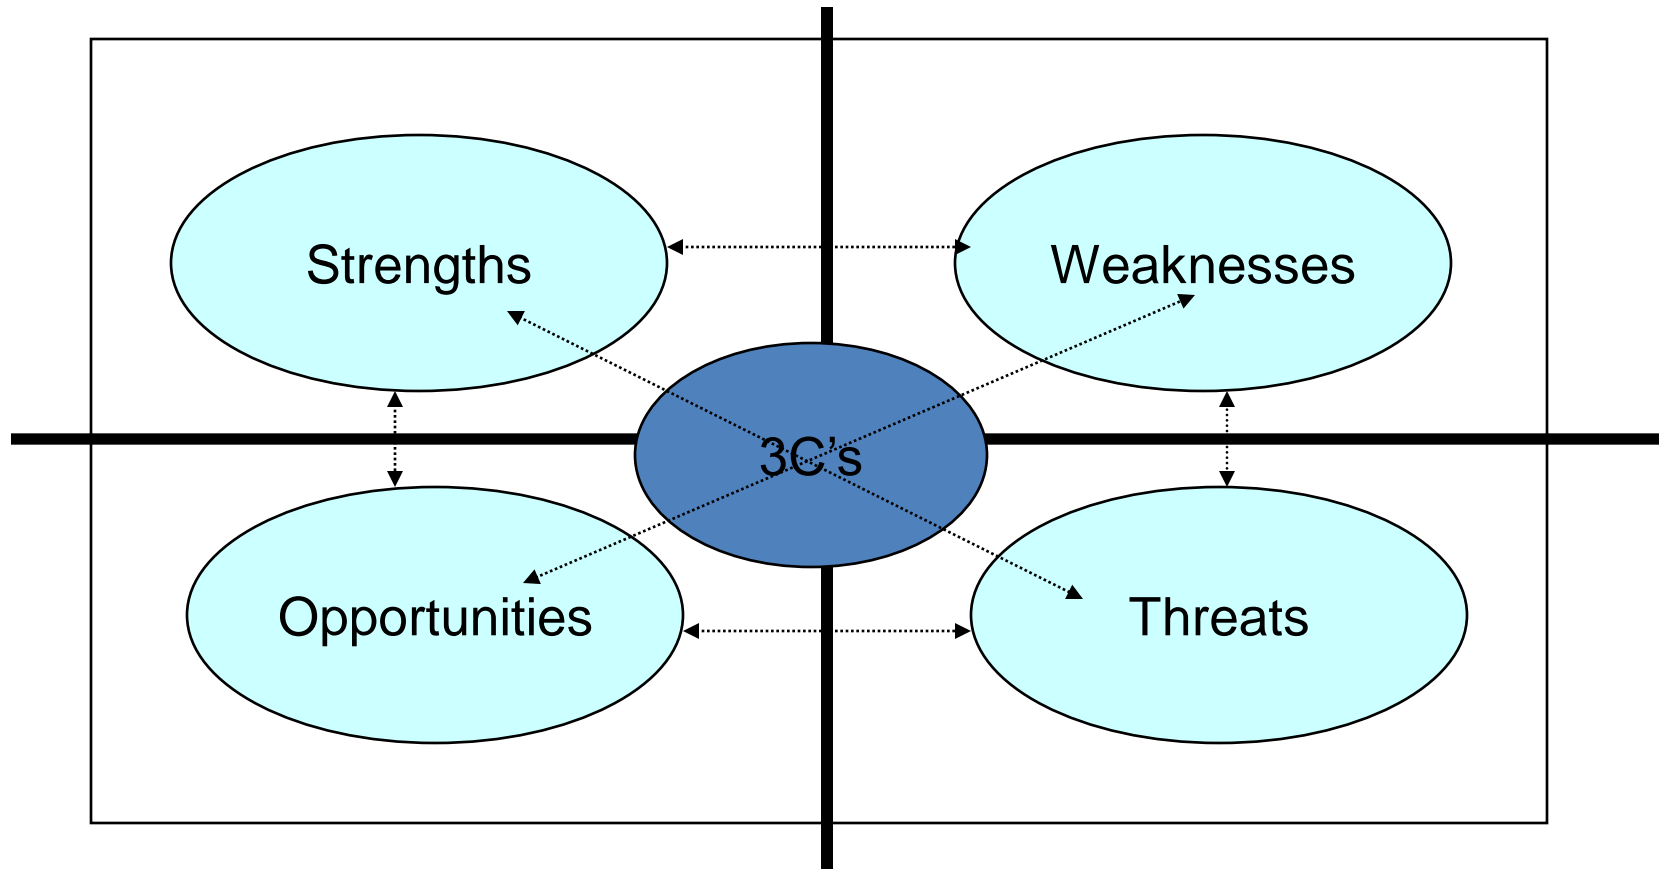 Strengths
Weaknesses
3C’s
Opportunities
Threats